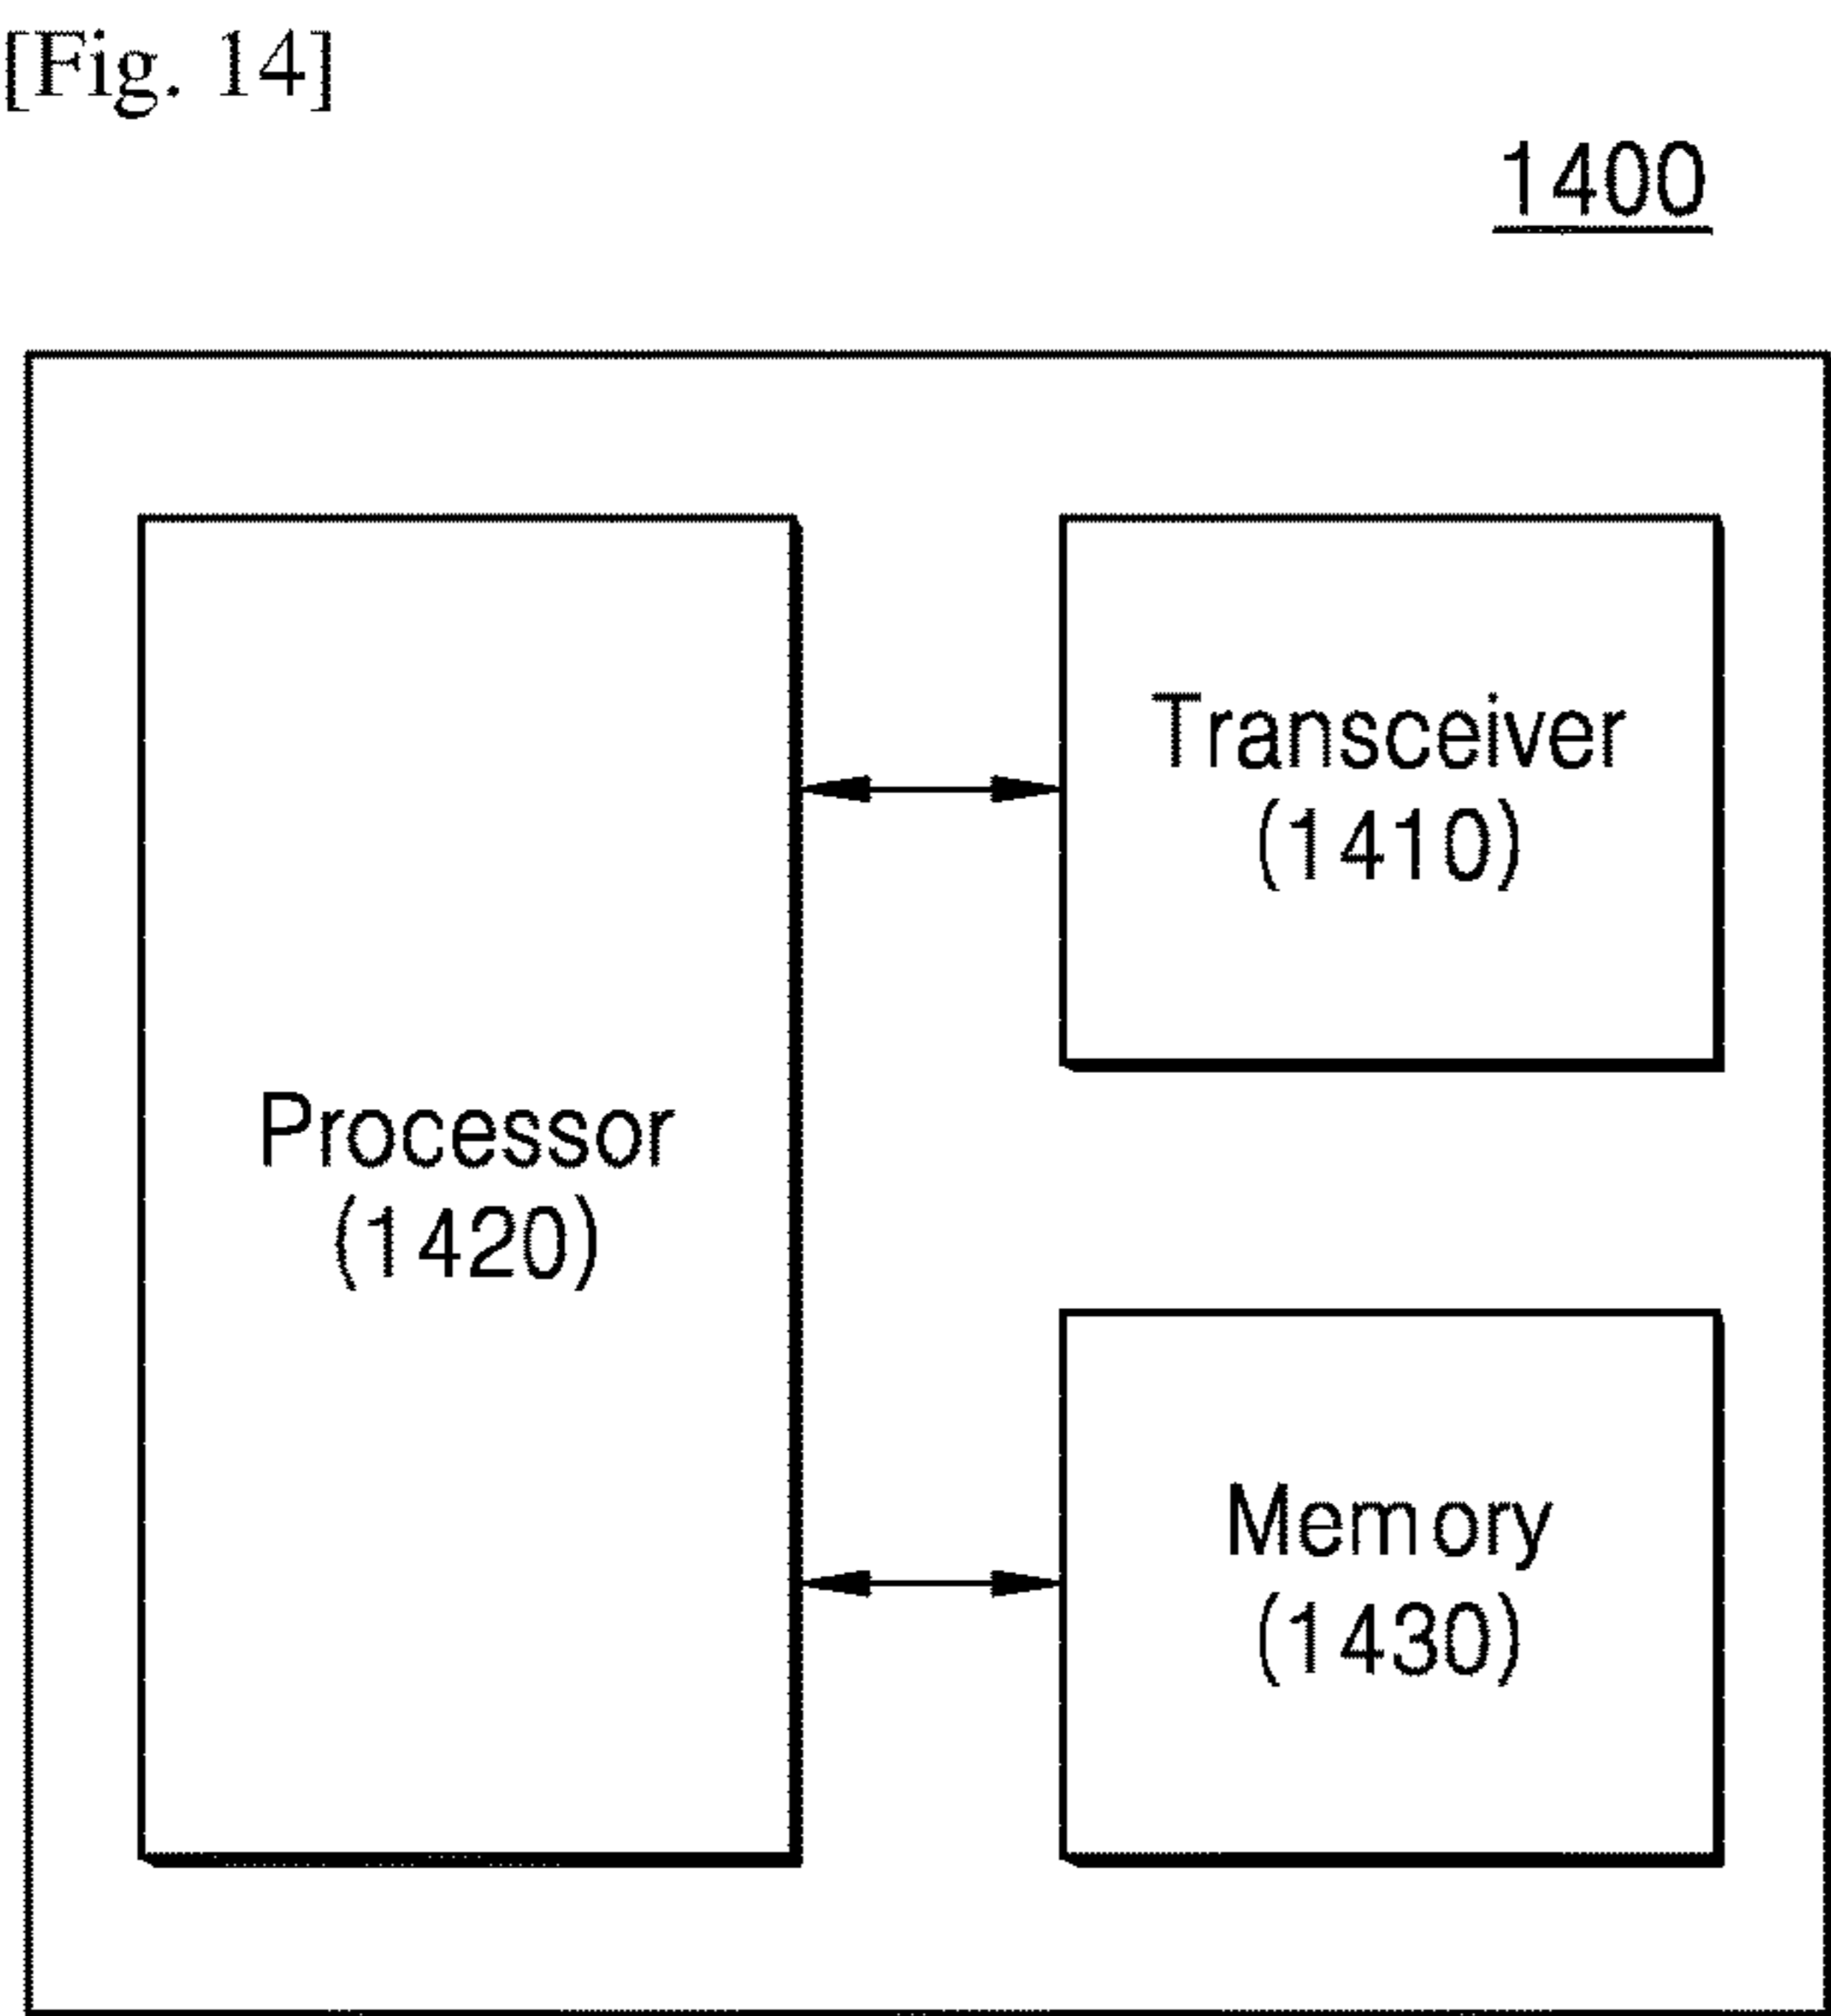 [Fig. 14]
1400
Transceiver
(1410)
Processor
(1420)
Memory
(1430)